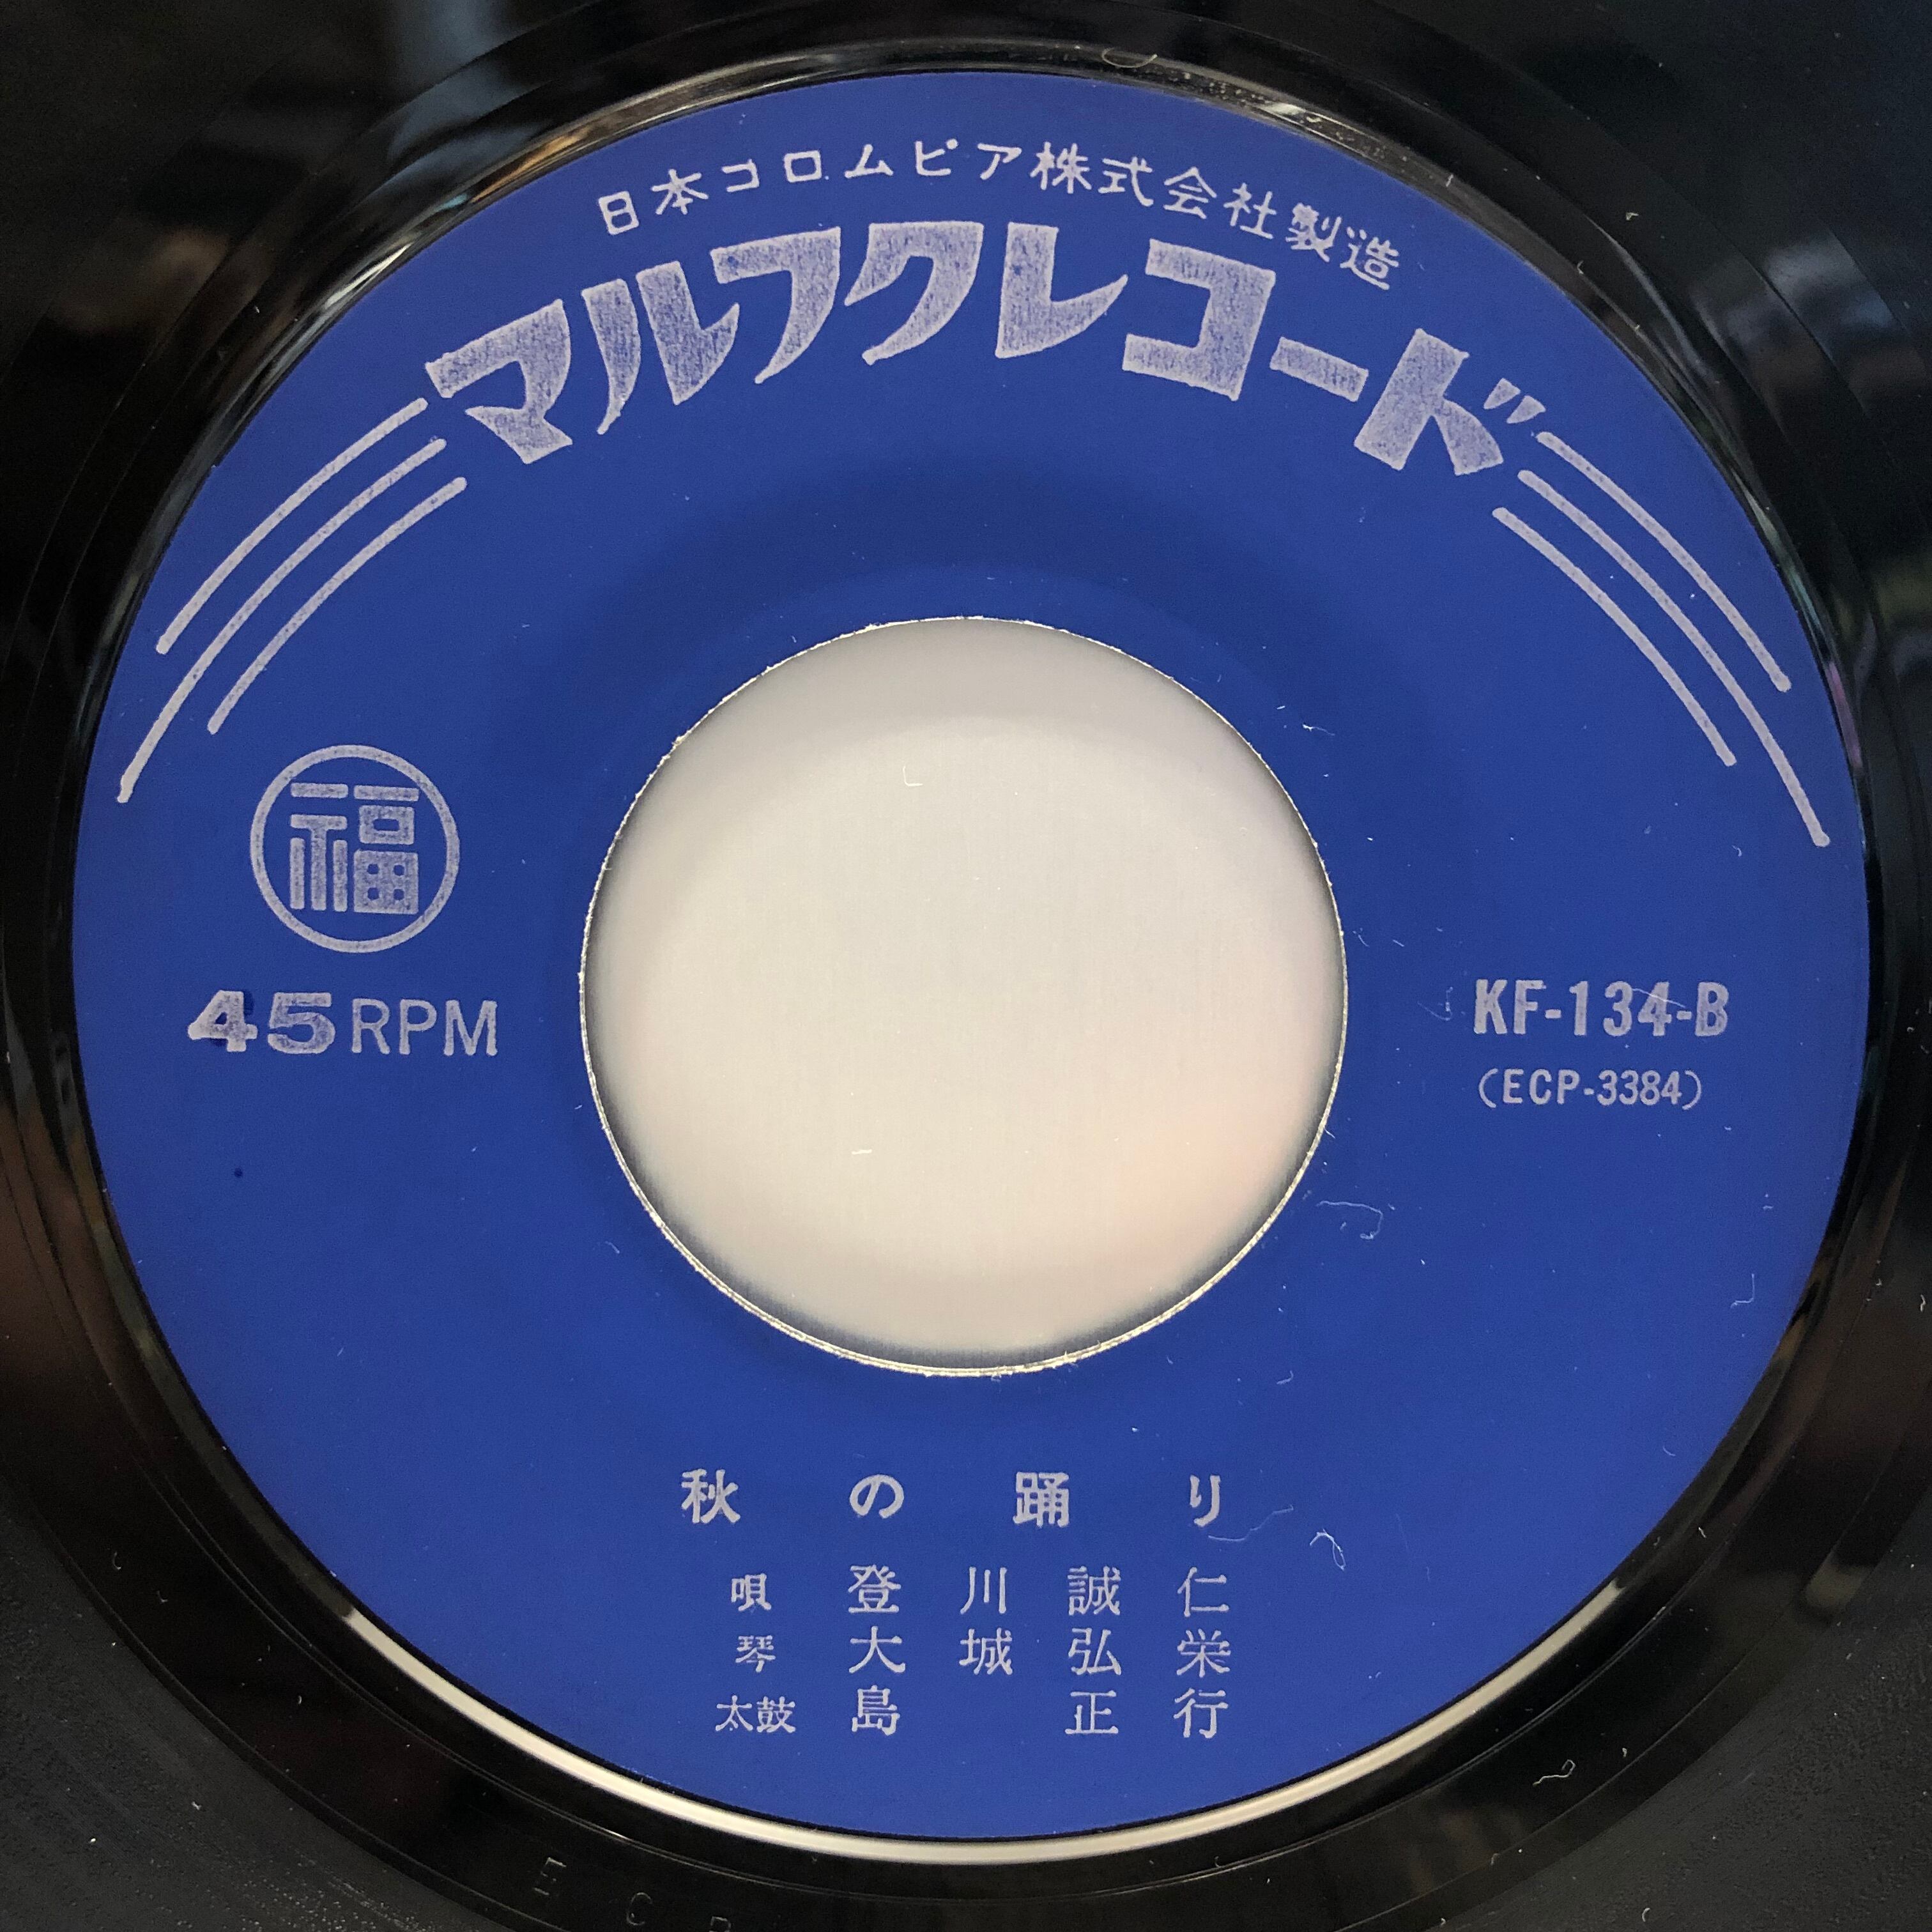 日本コロムビア株式会社製造
マルフクレコード
福
45 RPM
KF-134-B
(ECP-3384)
秋の踊り
唄 登川誠仁
琴 大城弘栄
太鼓 島正行